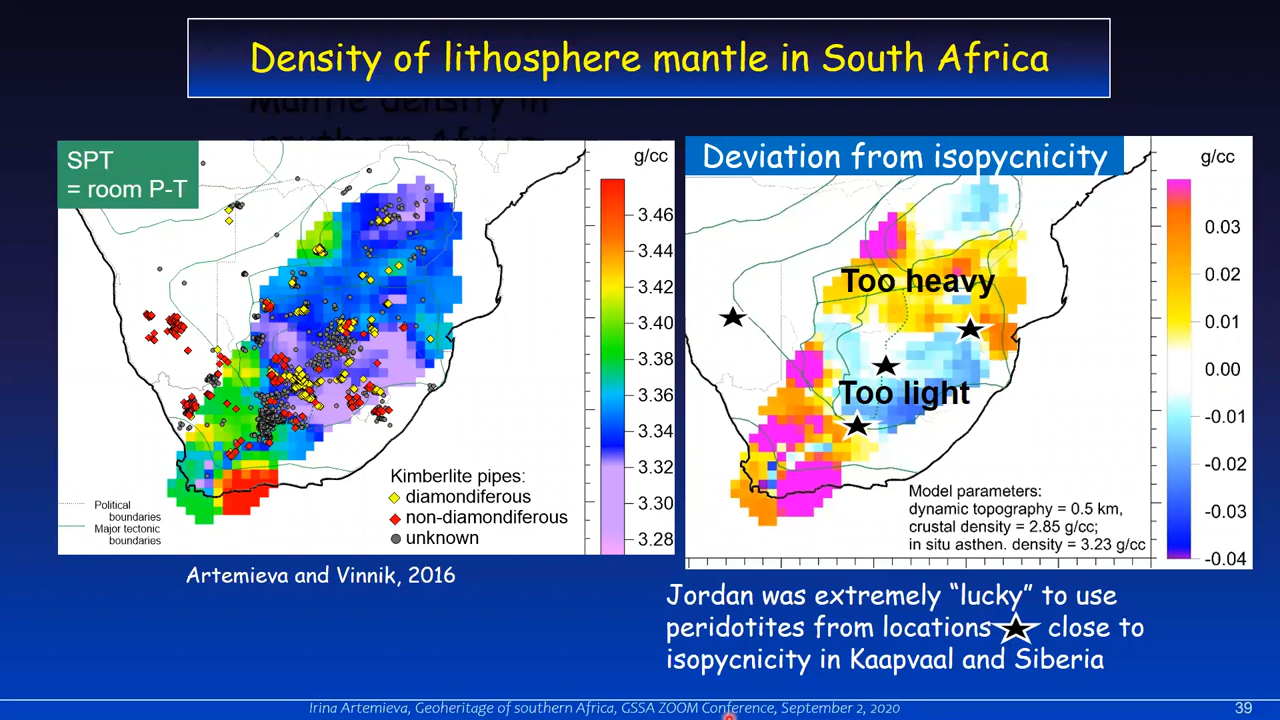 Density of lithosphere mantle in South Africa
Mantle density in
southern Africa
SPT
= room P-T
g/cc
3.46
3.44
3.42
3.40
3.38
3.36
3.34
3.32
3.30
3.28
Kimberlite pipes:
diamondiferous
non-diamondiferous
unknown
Political
boundaries
Major tectonic
boundaries
Artemieva and Vinnik, 2016
Deviation from isopycnicity
g/cc
0.03
0.02
0.01
0.00
-0.01
-0.02
-0.03
-0.04
Too heavy
Too light
Model parameters:
dynamic topography = 0.5 km,
crustal density = 2.85 g/cc;
in situ asthen. density = 3.23 g/cc
Jordan was extremely “lucky” to use
peridotites from locations close to
isopycnicity in Kaapvaal and Siberia
Irina Artemieva, Geoheritage of southern Africa, GSSA ZOOM Conference, September 2, 2020
39